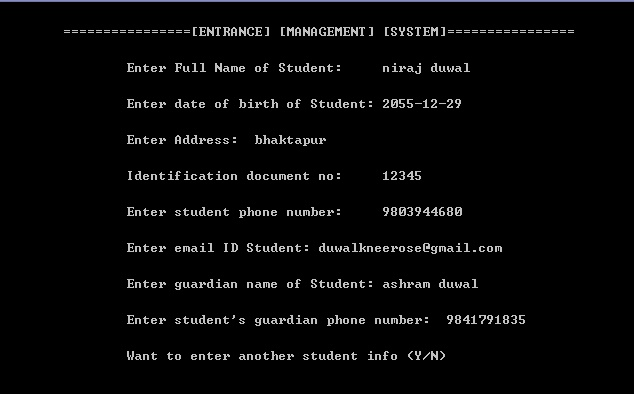 ================[ENTRANCE] [MANAGEMENT] [SYSTEM]================
Enter Full Name of Student: niraj duwal
Enter date of birth of Student: 2055-12-29
Enter Address: bhaktapur
Identification document no: 12345
Enter student phone number: 9803944680
Enter email ID Student: duwalkneerose@gmail.com
Enter guardian name of Student: ashram duwal
Enter student's guardian phone number: 9841791835
Want to enter another student info (Y/N)